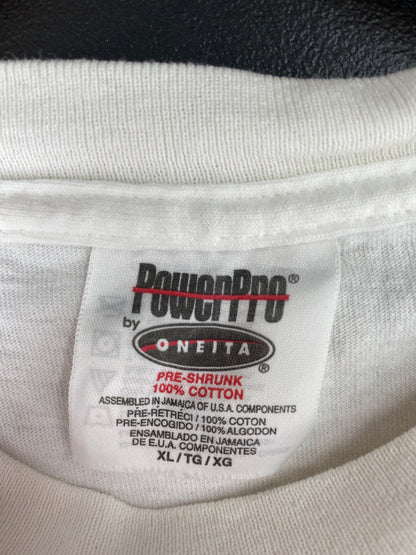 PowerPro®
by
ONEITA®
PRE-SHRUNK
100% COTTON
ASSEMBLED IN JAMAICA OF U.S.A. COMPONENTS
PRE-RETRECI / 100% COTON
PRE-ENCOGIDO / 100% ALGODON
ENSAMBLADO EN JAMAICA
DE E.U.A. COMPONENTES
XL / TG / XG